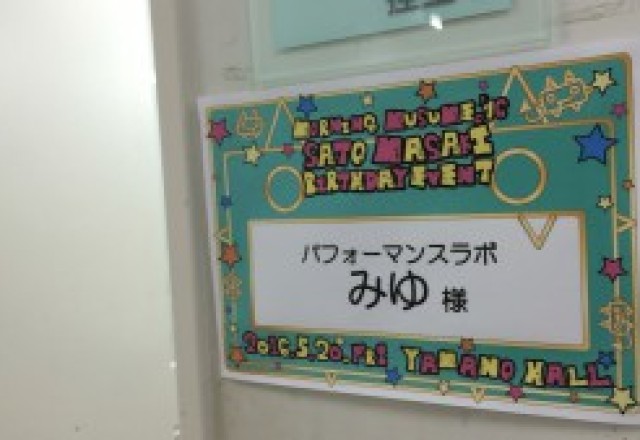 MORNING MUSUME.'16
SATO MASAKI
BIRTHDAY EVENT
パフォーマンスラボ
みゆ 様
2016.5.20.FRI YAMANO HALL